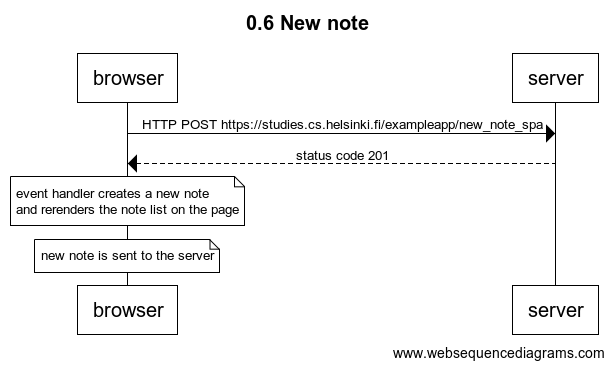 0.6 New note
browser
server
HTTP POST https://studies.cs.helsinki.fi/exampleapp/new_note_spa
status code 201
event handler creates a new note
and rerenders the note list on the page
new note is sent to the server
browser
server
www.websequencediagrams.com